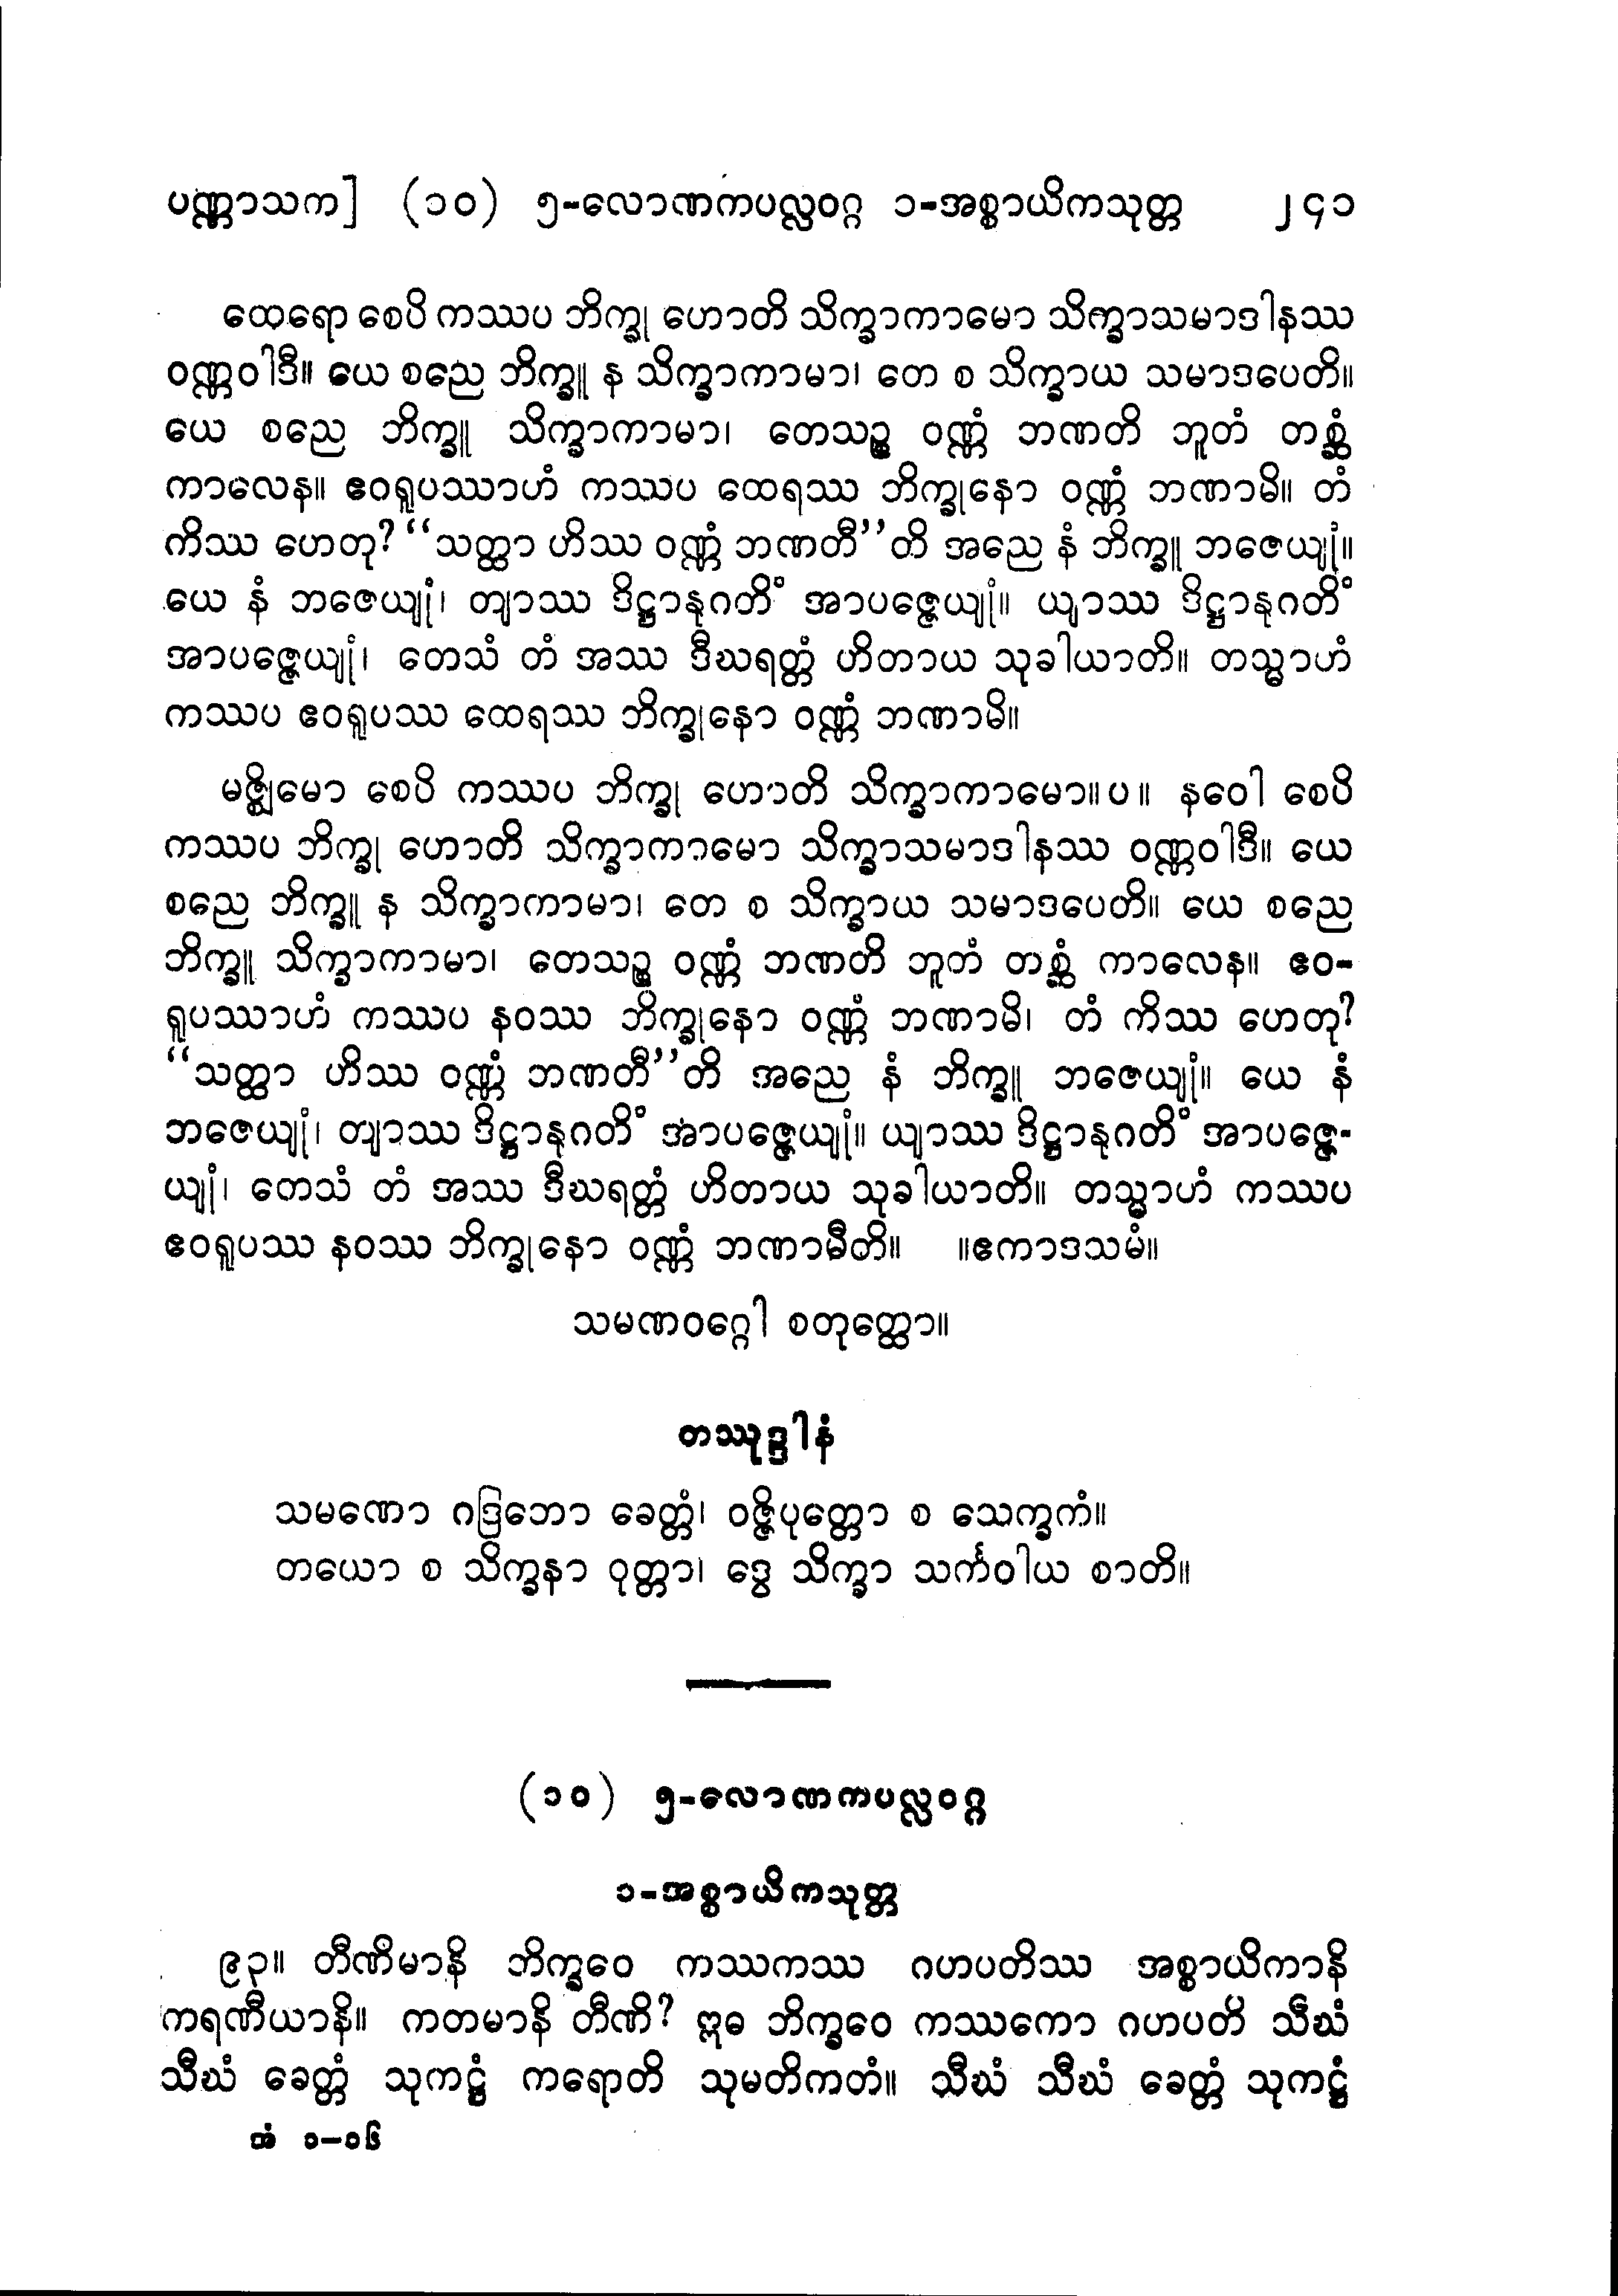 ပဏ္ဏာသက] (၁၀) ၅-လောဏကပလ္လဝဂ္ဂ ၁-အစ္စာယိကသုတ္တ ၂၄၁
ထေရော စေပိ ကဿပ ဘိက္ခု ဟောတိ သိက္ခာကာမော သိက္ခာသမာဒါနဿ
ဝဏ္ဏဝါဒီ။ ယေ စညေ ဘိက္ခူ န သိက္ခာကာမာ၊ တေ စ သိက္ခာယ သမာဒပေတိ။
ယေ စညေ ဘိက္ခူ သိက္ခာကာမာ၊ တေသဉ္စ ဝဏ္ဏံ ဘဏတိ ဘူတံ တစ္ဆံ
ကာလေန။ ဧဝရူပဿာဟံ ကဿပ ထေရဿ ဘိက္ခုနော ဝဏ္ဏံ ဘဏာမိ။ တံ
ကိဿ ဟေတု? “သတ္ထာ ဟိဿ ဝဏ္ဏံ ဘဏတီ”တိ အညေ နံ ဘိက္ခူ ဘဇေယျုံ။
ယေ နံ ဘဇေယျုံ၊ တျာဿ ဒိဋ္ဌာနုဂတိံ အာပဇ္ဇေယျုံ။ ယျာဿ ဒိဋ္ဌာနုဂတိံ
အာပဇ္ဇေယျုံ၊ တေသံ တံ အဿ ဒီဃရတ္တံ ဟိတာယ သုခါယာတိ။ တသ္မာဟံ
ကဿပ ဧဝရူပဿ ထေရဿ ဘိက္ခုနော ဝဏ္ဏံ ဘဏာမိ။
မဇ္ဈိမော စေပိ ကဿပ ဘိက္ခု ဟောတိ သိက္ခာကာမော။ပ။ နဝေါ စေပိ
ကဿပ ဘိက္ခု ဟောတိ သိက္ခာကာမော သိက္ခာသမာဒါနဿ ဝဏ္ဏဝါဒီ။ ယေ
စညေ ဘိက္ခူ န သိက္ခာကာမာ၊ တေ စ သိက္ခာယ သမာဒပေတိ။ ယေ စညေ
ဘိက္ခူ သိက္ခာကာမာ၊ တေသဉ္စ ဝဏ္ဏံ ဘဏတိ ဘူတံ တစ္ဆံ ကာလေန။ ဧဝ-
ရူပဿာဟံ ကဿပ နဝဿ ဘိက္ခုနော ဝဏ္ဏံ ဘဏာမိ၊ တံ ကိဿ ဟေတု?
“သတ္ထာ ဟိဿ ဝဏ္ဏံ ဘဏတီ”တိ အညေ နံ ဘိက္ခူ ဘဇေယျုံ။ ယေ နံ
ဘဇေယျုံ၊ တျာဿ ဒိဋ္ဌာနုဂတိံ အာပဇ္ဇေယျုံ။ ယျာဿ ဒိဋ္ဌာနုဂတိံ အာပဇ္ဇေ-
ယျုံ၊ တေသံ တံ အဿ ဒီဃရတ္တံ ဟိတာယ သုခါယာတိ။ တသ္မာဟံ ကဿပ
ဧဝရူပဿ နဝဿ ဘိက္ခုနော ဝဏ္ဏံ ဘဏာမီတိ။ ။ဧကာဒသမံ။
သမဏဝဂ္ဂေါ စတုတ္ထော။
တဿုဒ္ဒါနံ
သမဏော ဂဒြဘော ခေတ္တံ၊ ဝဇ္ဇိပုတ္တော စ သေက္ခကံ။
တယော စ သိက္ခနာ ဝုတ္တာ၊ ဒွေ သိက္ခာ သင်္ကဝါယ စာတိ။
(၁၀) ၅-လောဏကပလ္လဝဂ္ဂ
၁-အစ္စာယိကသုတ္တ
၉၃။ တီဏိမာနိ ဘိက္ခဝေ ကဿကဿ ဂဟပတိဿ အစ္စာယိကာနိ
ကရဏီယာနိ။ ကတမာနိ တီဏိ? ဣဓ ဘိက္ခဝေ ကဿကော ဂဟပတိ သီဃံ
သီဃံ ခေတ္တံ သုကဋ္ဌံ ကရောတိ သုမတိကတံ။ သီဃံ သီဃံ ခေတ္တံ သုကဋ္ဌံ
အံ ၁–၁၆